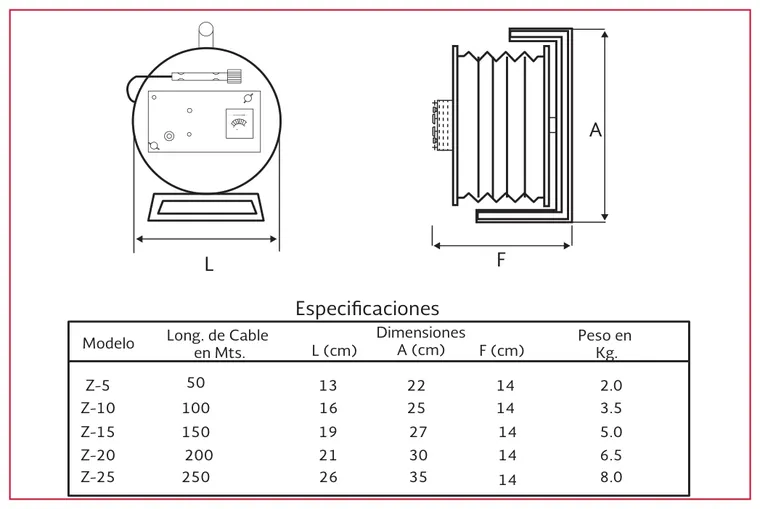 A
L
F
Especificaciones
Modelo Long. de Cable en Mts. Dimensiones L (cm) A (cm) F (cm) Peso en Kg.
Z-5 50 13 22 14 2.0
Z-10 100 16 25 14 3.5
Z-15 150 19 27 14 5.0
Z-20 200 21 30 14 6.5
Z-25 250 26 35 14 8.0